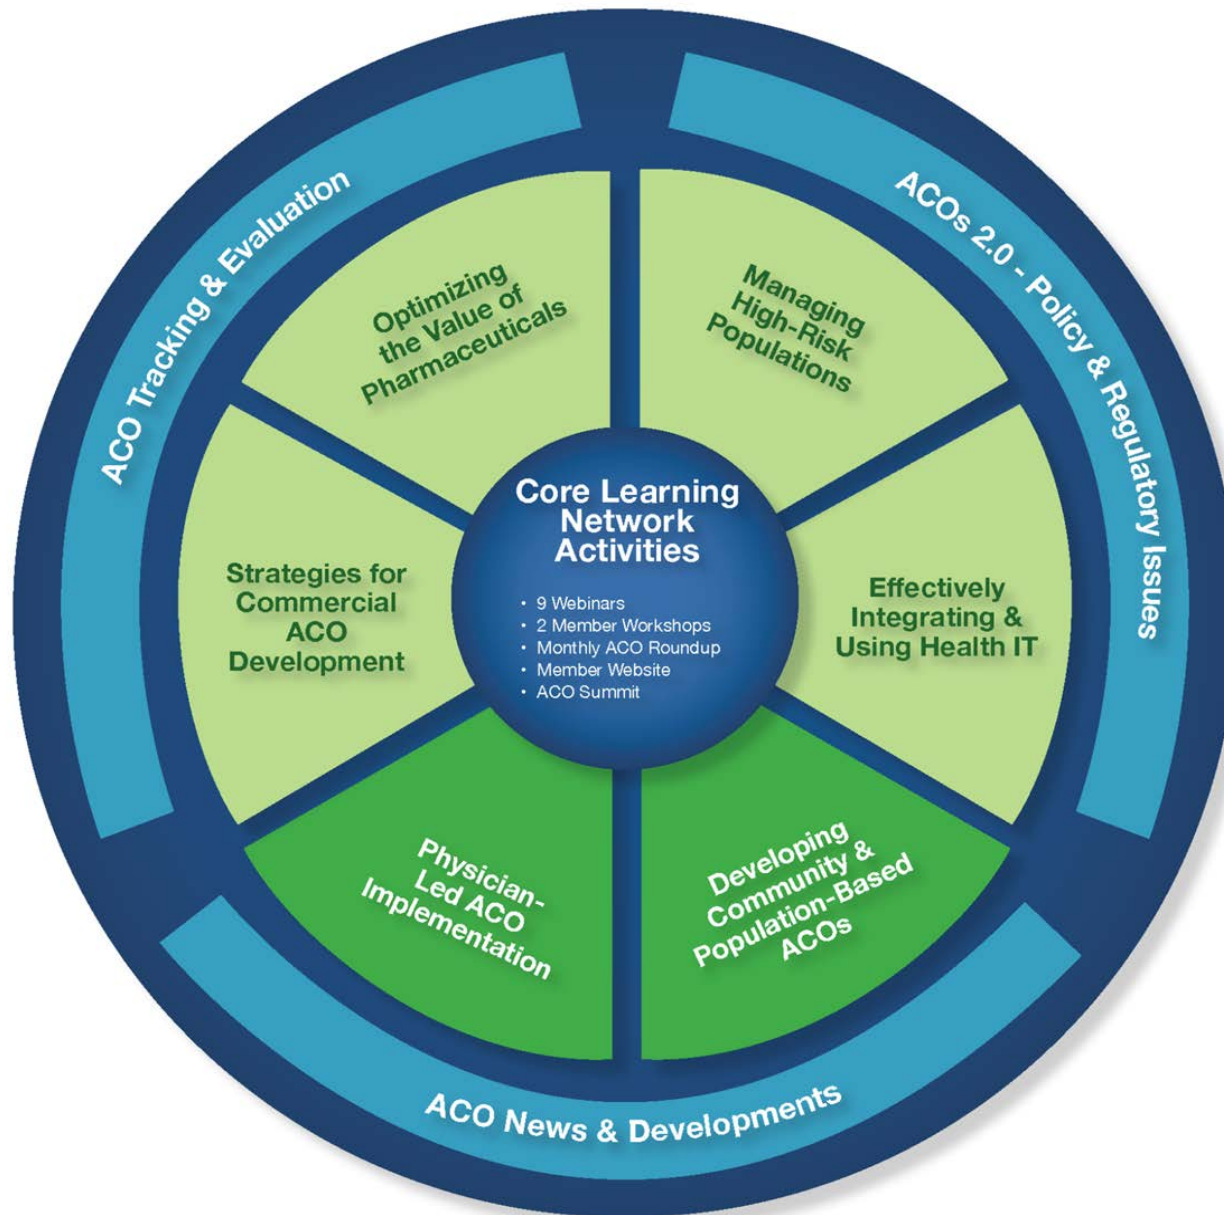 ACO Tracking & Evaluation
ACOs 2.0 - Policy & Regulatory Issues
Optimizing
the Value of
Pharmaceuticals
Managing
High-Risk
Populations
Core Learning
Network
Activities
• 9 Webinars
• 2 Member Workshops
• Monthly ACO Roundup
• Member Website
• ACO Summit
Strategies for
Commercial
ACO
Development
Effectively
Integrating &
Using Health IT
Physician-
Led ACO
Implementation
Developing
Community &
Population-Based
ACOs
ACO News & Developments